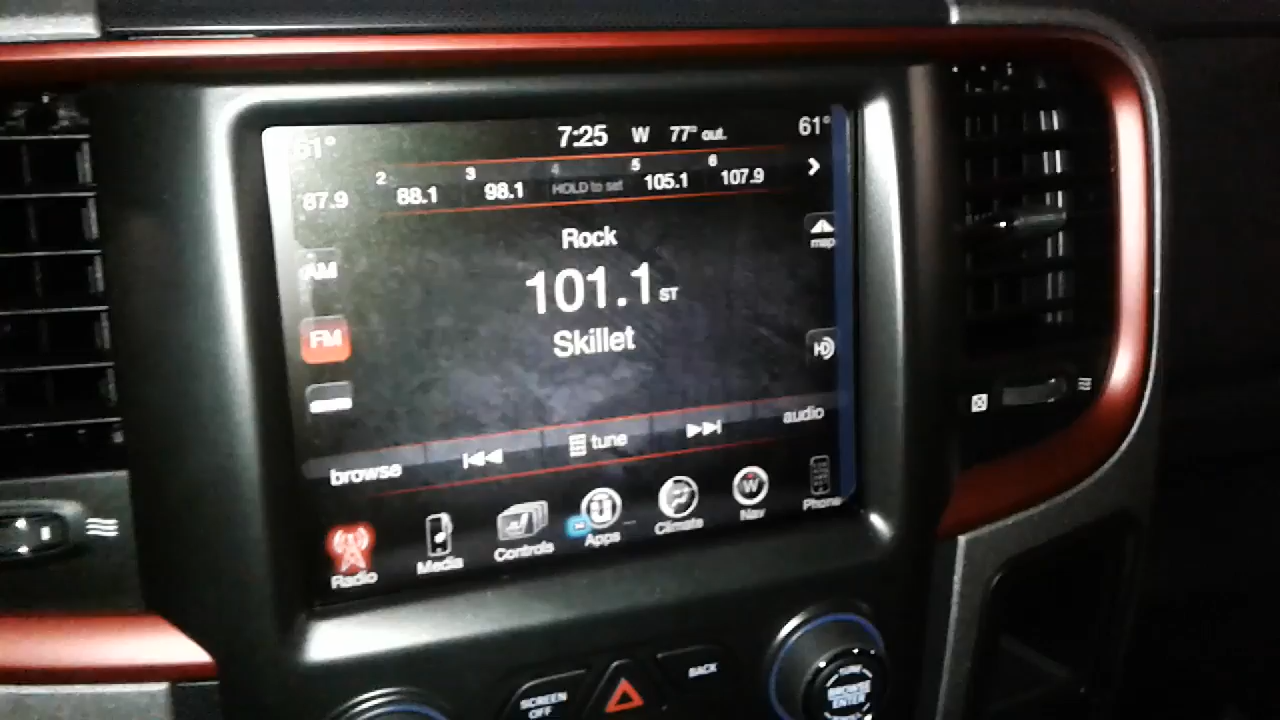 61° 7:25 W 77° out. 61°
87.9 2 88.1 3 98.1 4 HOLD to set 5 105.1 6 107.9
Rock
map
AM
101.1 ST
FM
Skillet
HD
browse tune audio
Radio Media Controls Apps Climate W Nav Phone
SCREEN OFF
BACK
BROWSE
ENTER